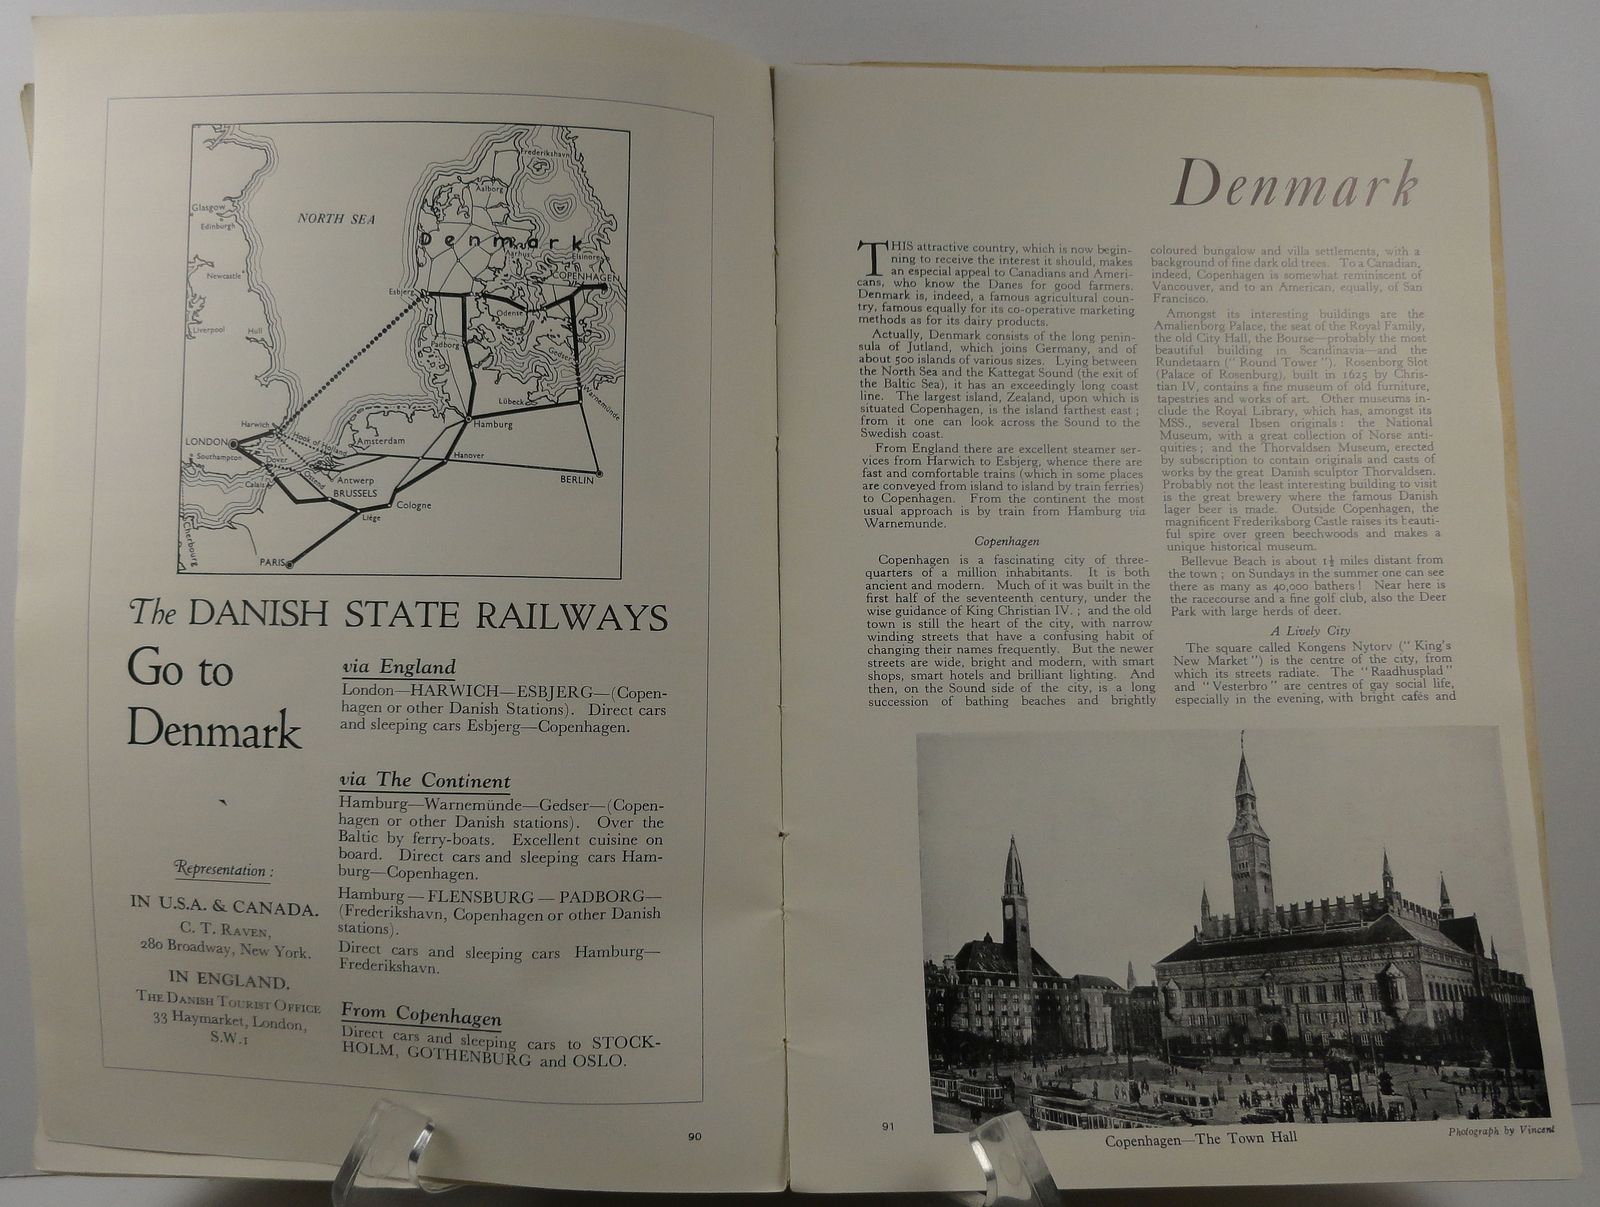 Glasgow
Edinburgh
NORTH SEA
Newcastle
Liverpool
Hull
Frederikshavn
Aalborg
Denmark
Aarhus
Elsinore
COPENHAGEN
Esbjerg
Odense
Padborg
Gedser
Warnemünde
Lübeck
Hamburg
Harwich
LONDON
Hook of Holland
Amsterdam
Southampton
Dover
Hanover
Calais
Ostend
Antwerp
BRUSSELS
BERLIN
Cologne
Liége
Cherbourg
PARIS
The DANISH STATE RAILWAYS
Go to
Denmark
via England
London—HARWICH—ESBJERG—(Copen-
hagen or other Danish Stations). Direct cars
and sleeping cars Esbjerg—Copenhagen.
via The Continent
Hamburg—Warnemünde—Gedser—(Copen-
hagen or other Danish stations). Over the
Baltic by ferry-boats. Excellent cuisine on
board. Direct cars and sleeping cars Ham-
burg—Copenhagen.
Hamburg—FLENSBURG—PADBORG—
(Frederikshavn, Copenhagen or other Danish
stations).
Direct cars and sleeping cars Hamburg—
Frederikshavn.
From Copenhagen
Direct cars and sleeping cars to STOCK-
HOLM, GOTHENBURG and OSLO.
Representation:
IN U.S.A. & CANADA.
C. T. RAVEN,
280 Broadway, New York.
IN ENGLAND.
THE DANISH TOURIST OFFICE
33 Haymarket, London,
S.W.1
90
Denmark
THIS attractive country, which is now begin-
ning to receive the interest it should, makes
an especial appeal to Canadians and Ameri-
cans, who know the Danes for good farmers.
Denmark is, indeed, a famous agricultural coun-
try, famous equally for its co-operative marketing
methods as for its dairy products.
Actually, Denmark consists of the long penin-
sula of Jutland, which joins Germany, and of
about 500 islands of various sizes. Lying between
the North Sea and the Kattegat Sound (the exit of
the Baltic Sea), it has an exceedingly long coast
line. The largest island, Zealand, upon which is
situated Copenhagen, is the island farthest east;
from it one can look across the Sound to the
Swedish coast.
From England there are excellent steamer ser-
vices from Harwich to Esbjerg, whence there are
fast and comfortable trains (which in some places
are conveyed from island to island by train ferries)
to Copenhagen. From the continent the most
usual approach is by train from Hamburg via
Warnemunde.
Copenhagen
Copenhagen is a fascinating city of three-
quarters of a million inhabitants. It is both
ancient and modern. Much of it was built in the
first half of the seventeenth century, under the
wise guidance of King Christian IV.; and the old
town is still the heart of the city, with narrow
winding streets that have a confusing habit of
changing their names frequently. But the newer
streets are wide, bright and modern, with smart
shops, smart hotels and brilliant lighting. And
then, on the Sound side of the city, is a long
succession of bathing beaches and brightly
coloured bungalow and villa settlements, with a
background of fine dark old trees. To a Canadian,
indeed, Copenhagen is somewhat reminiscent of
Vancouver, and to an American, equally, of San
Francisco.
Amongst its interesting buildings are the
Amalienborg Palace, the seat of the Royal Family,
the old City Hall, the Bourse—probably the most
beautiful building in Scandinavia—and the
Rundetaarn ("Round Tower"). Rosenborg Slot
(Palace of Rosenburg), built in 1625 by Chris-
tian IV, contains a fine museum of old furniture,
tapestries and works of art. Other museums in-
clude the Royal Library, which has, amongst its
MSS., several Ibsen originals: the National
Museum, with a great collection of Norse anti-
quities; and the Thorvaldsen Museum, erected
by subscription to contain originals and casts of
works by the great Danish sculptor Thorvaldsen.
Probably not the least interesting building to visit
is the great brewery where the famous Danish
lager beer is made. Outside Copenhagen, the
magnificent Frederiksborg Castle raises its beauti-
ful spire over green beechwoods and makes a
unique historical museum.
Bellevue Beach is about 1½ miles distant from
the town; on Sundays in the summer one can see
there as many as 40,000 bathers! Near here is
the racecourse and a fine golf club, also the Deer
Park with large herds of deer.
A Lively City
The square called Kongens Nytorv ("King's
New Market") is the centre of the city, from
which its streets radiate. The "Raadhusplad"
and "Vesterbro" are centres of gay social life,
especially in the evening, with bright cafés and
91
Copenhagen—The Town Hall
Photograph by Vincent